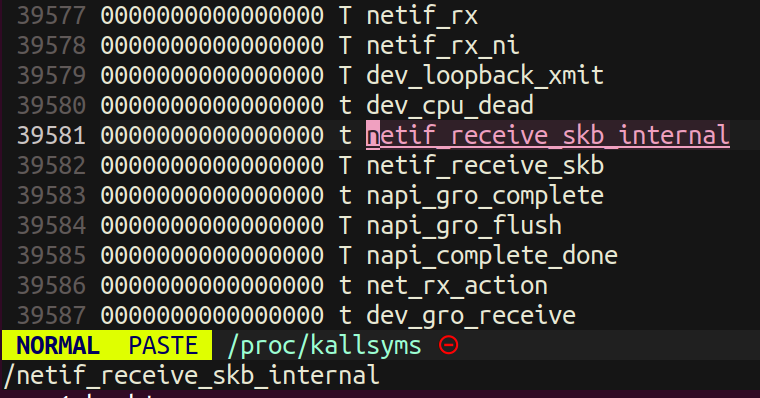 39577 0000000000000000 T netif_rx
39578 0000000000000000 T netif_rx_ni
39579 0000000000000000 T dev_loopback_xmit
39580 0000000000000000 t dev_cpu_dead
39581 0000000000000000 t netif_receive_skb_internal
39582 0000000000000000 T netif_receive_skb
39583 0000000000000000 t napi_gro_complete
39584 0000000000000000 T napi_gro_flush
39585 0000000000000000 T napi_complete_done
39586 0000000000000000 t net_rx_action
39587 0000000000000000 t dev_gro_receive
NORMAL PASTE /proc/kallsyms
/netif_receive_skb_internal